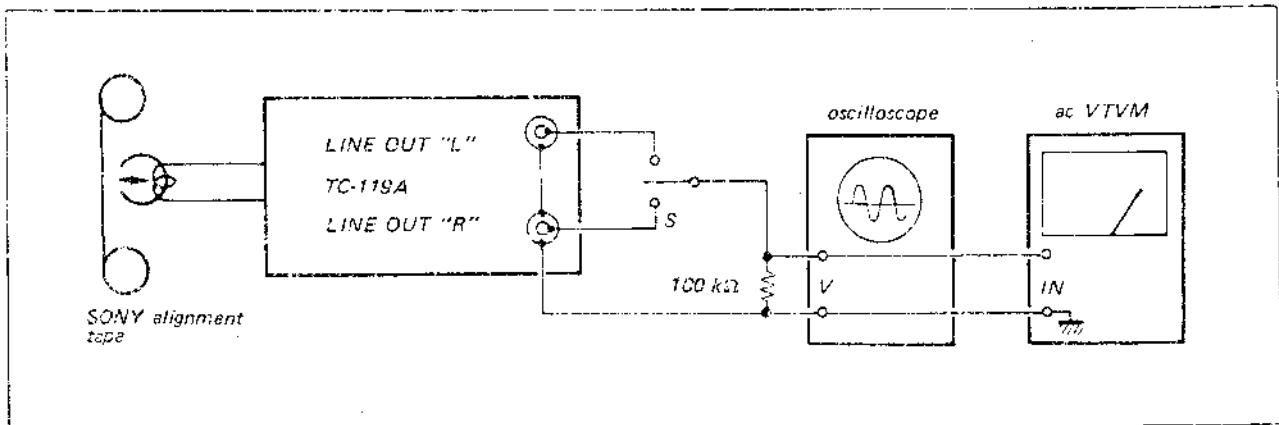 oscilloscope
ac VTVM
LINE OUT "L"
TC-119A
LINE OUT "R"
S
100 kΩ
V
IN
SONY alignment
tape